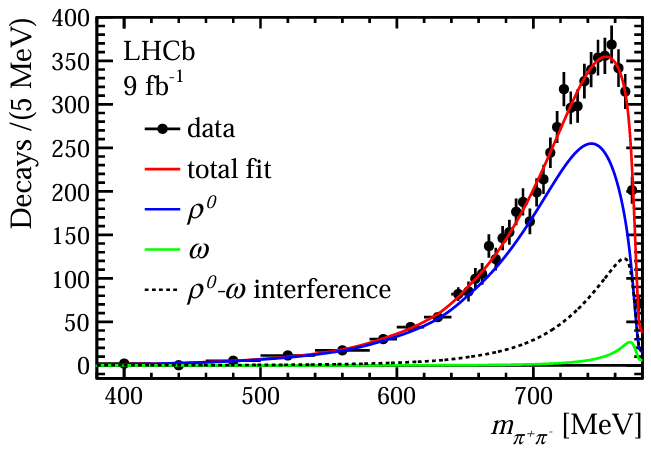 Decays /(5 MeV)
400
350
300
250
200
150
100
50
0
LHCb
9 fb⁻¹
data
total fit
ρ⁰
ω
ρ⁰-ω interference
400 500 600 700
m_π⁺π⁻ [MeV]